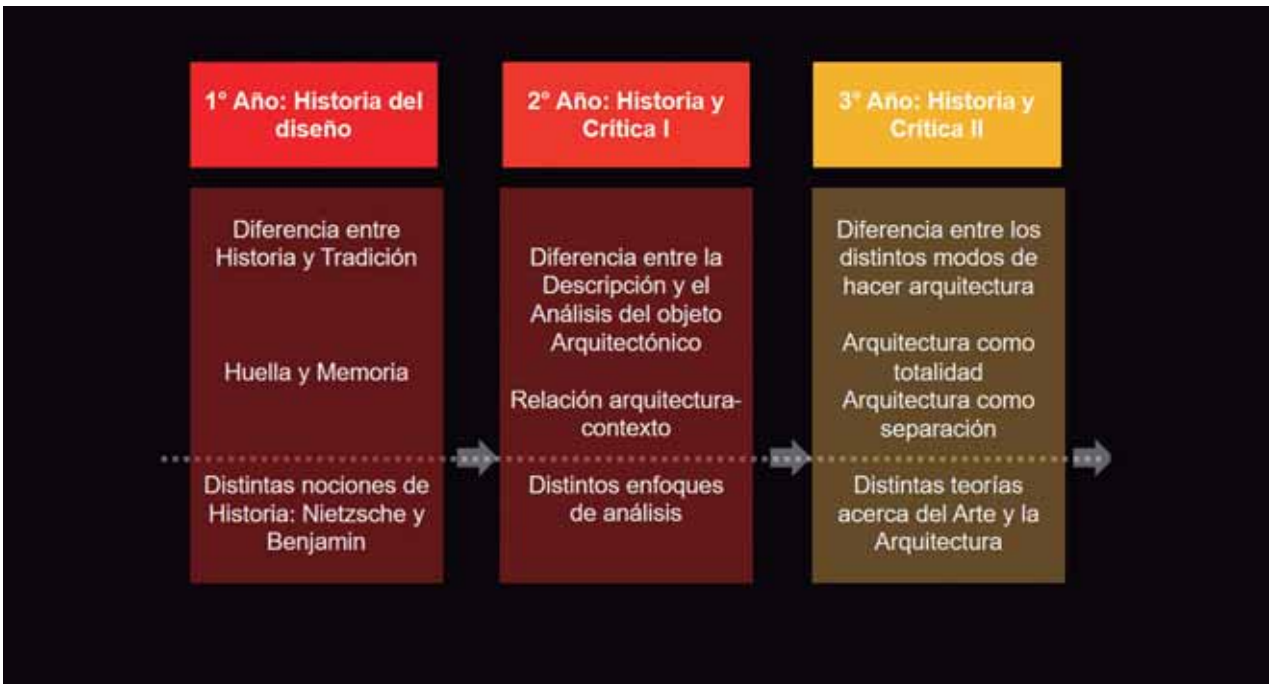 1° Año: Historia del
diseño
2° Año: Historia y
Crítica I
3° Año: Historia y
Crítica II
Diferencia entre
Historia y Tradición
Huella y Memoria
Distintas nociones de
Historia: Nietzsche y
Benjamin
Diferencia entre la
Descripción y el
Análisis del objeto
Arquitectónico
Relación arquitectura-
contexto
Distintos enfoques
de análisis
Diferencia entre los
distintos modos de
hacer arquitectura
Arquitectura como
totalidad
Arquitectura como
separación
Distintas teorías
acerca del Arte y la
Arquitectura